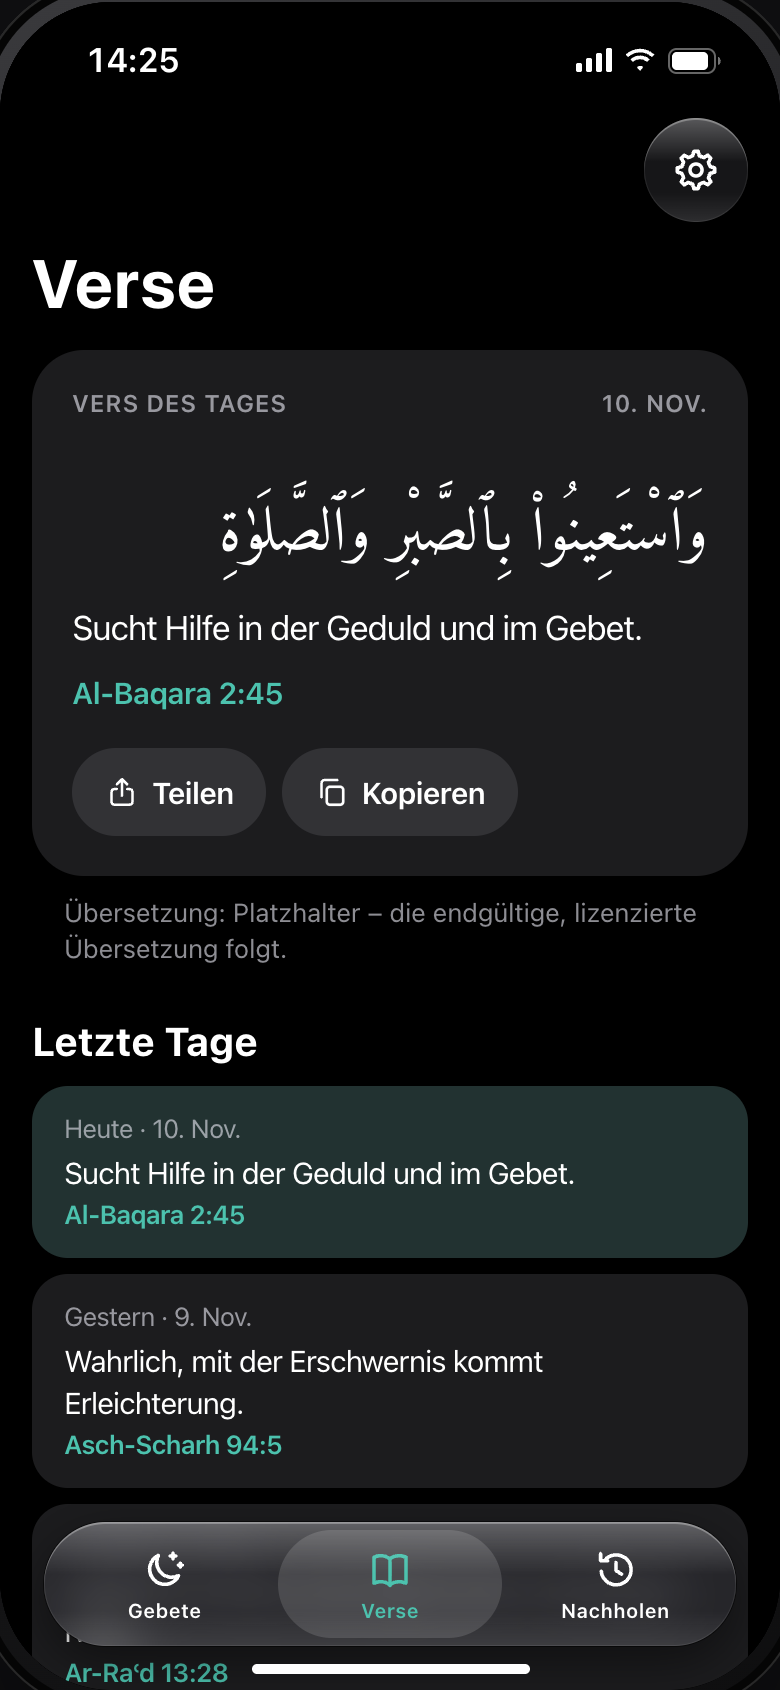 14:25
Verse
VERS DES TAGES
10. NOV.
وَٱسْتَعِينُوا۟ بِٱلصَّبْرِ وَٱلصَّلَوٰةِ
Sucht Hilfe in der Geduld und im Gebet.
Al-Baqara 2:45
Teilen
Kopieren
Übersetzung: Platzhalter – die endgültige, lizenzierte
Übersetzung folgt.
Letzte Tage
Heute · 10. Nov.
Sucht Hilfe in der Geduld und im Gebet.
Al-Baqara 2:45
Gestern · 9. Nov.
Wahrlich, mit der Erschwernis kommt
Erleichterung.
Asch-Scharh 94:5
Gebete
Verse
Nachholen
Ar-Raʿd 13:28